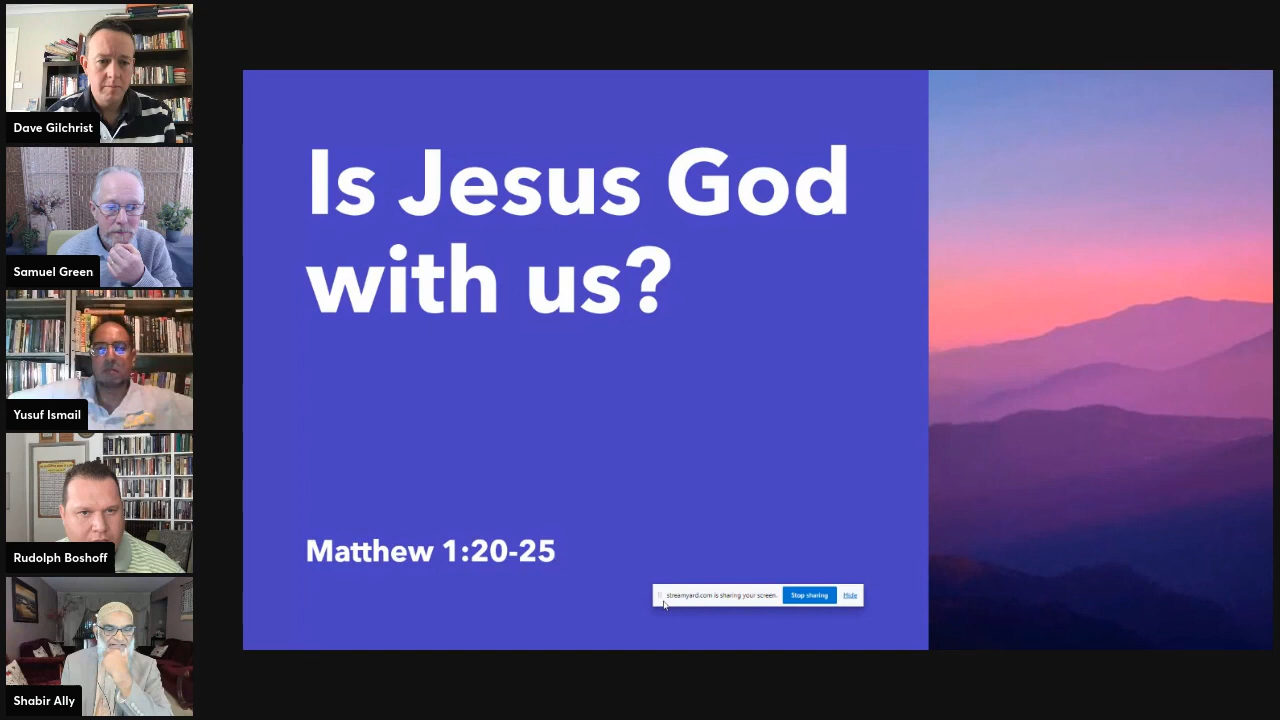 Dave Gilchrist
Samuel Green
Yusuf Ismail
Rudolph Boshoff
Shabir Ally
Is Jesus God
with us?
Matthew 1:20-25
streamyard.com is sharing your screen.
Stop sharing
Hide